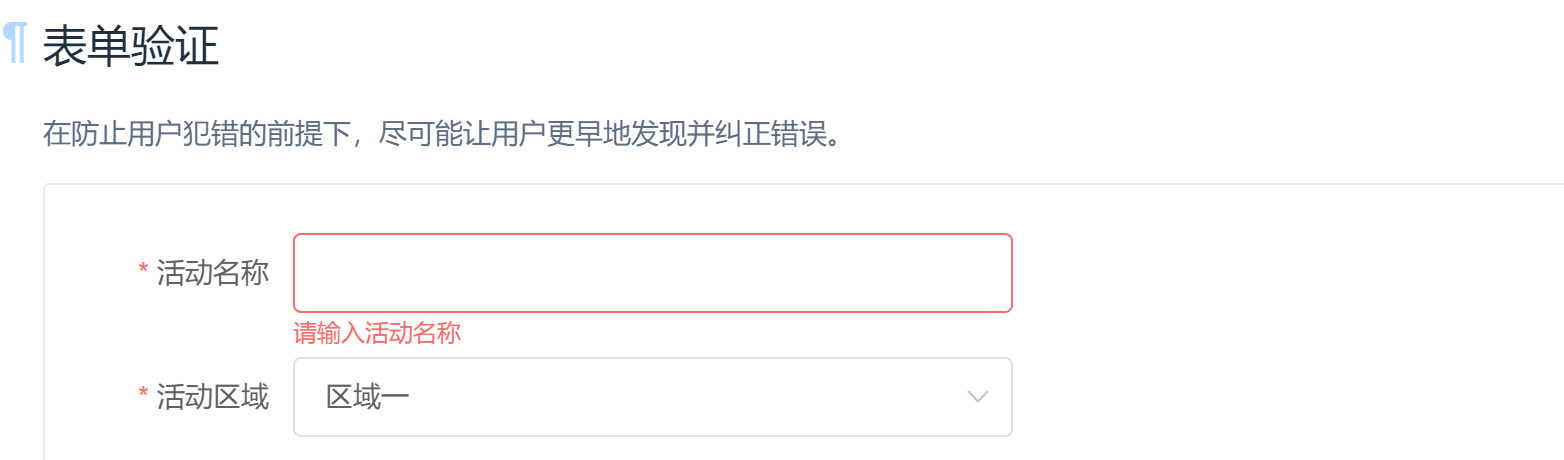 ¶ 表单验证
在防止用户犯错的前提下，尽可能让用户更早地发现并纠正错误。
* 活动名称
请输入活动名称
* 活动区域 区域一